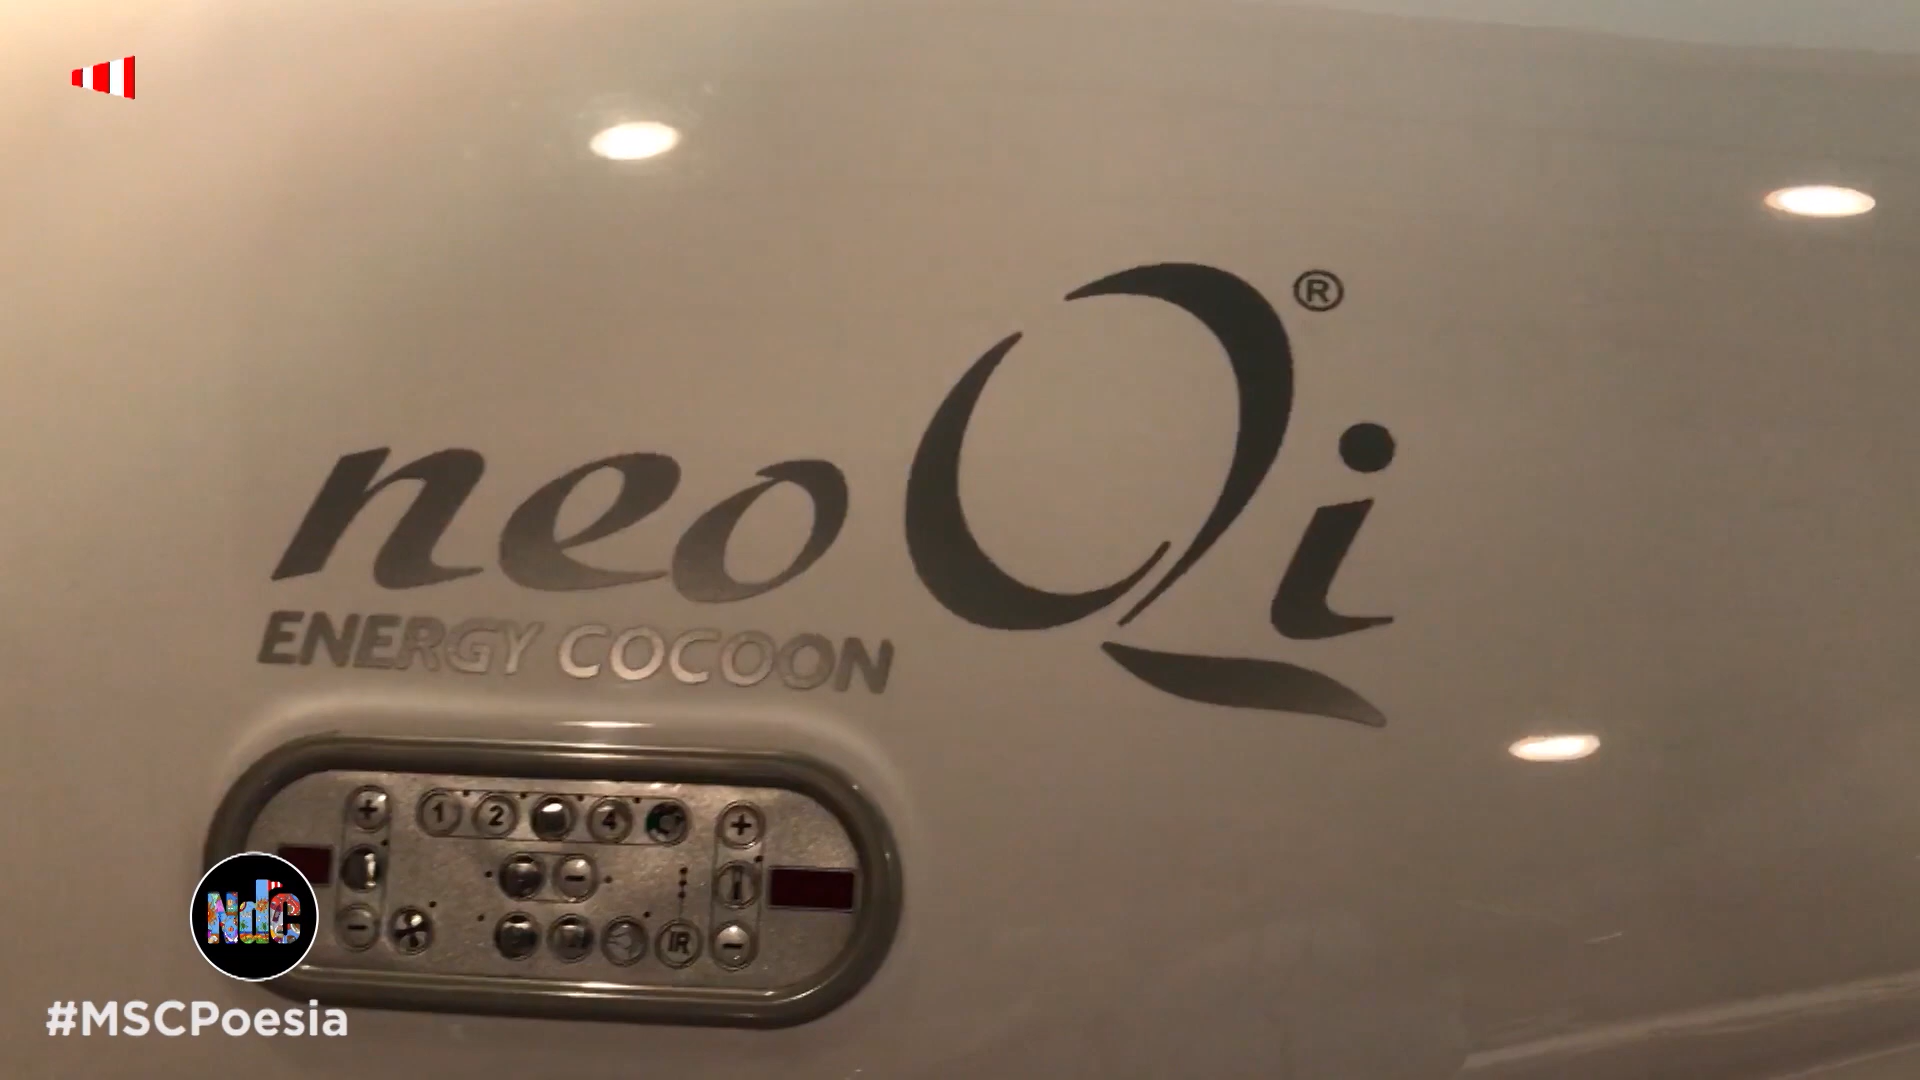 neoQi®
ENERGY COCOON
+ 1 2 4 +
−
− IR −
NdC
#MSCPoesia